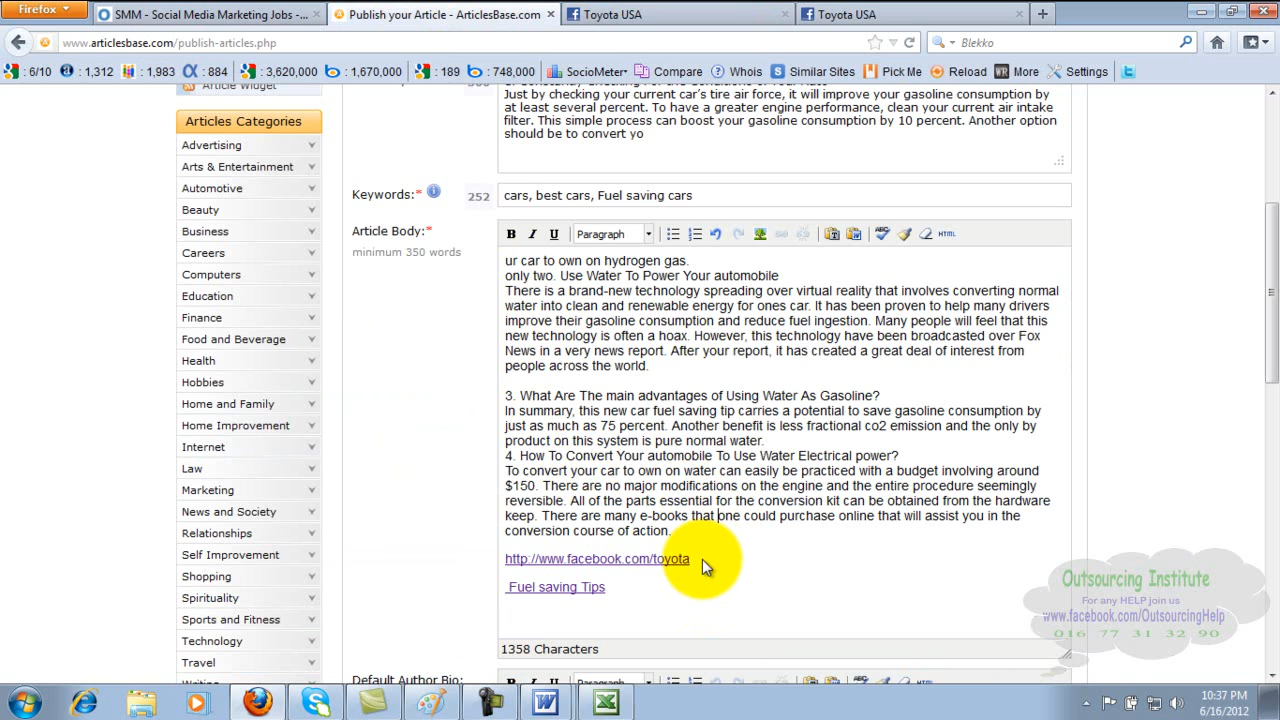 Firefox
SMM - Social Media Marketing Jobs -...
Publish your Article - ArticlesBase.com
Toyota USA
Toyota USA
www.articlesbase.com/publish-articles.php
Blekko
: 6/10
: 1,312
: 1,983
: 884
: 3,620,000
: 1,670,000
: 189
: 748,000
SocioMeter
Compare
Whois
Similar Sites
Pick Me
Reload
More
Settings
Article Widget
Articles Categories
Advertising
Arts & Entertainment
Automotive
Beauty
Business
Careers
Computers
Education
Finance
Food and Beverage
Health
Hobbies
Home and Family
Home Improvement
Internet
Law
Marketing
News and Society
Relationships
Self Improvement
Shopping
Spirituality
Sports and Fitness
Technology
Travel
Just by checking your current car's tire air force, it will improve your gasoline consumption by
at least several percent. To have a greater engine performance, clean your current air intake
filter. This simple process can boost your gasoline consumption by 10 percent. Another option
should be to convert yo
Keywords:*
252
cars, best cars, Fuel saving cars
Article Body:*
minimum 350 words
B I U
Paragraph
HTML
ur car to own on hydrogen gas.
only two. Use Water To Power Your automobile
There is a brand-new technology spreading over virtual reality that involves converting normal
water into clean and renewable energy for ones car. It has been proven to help many drivers
improve their gasoline consumption and reduce fuel ingestion. Many people will feel that this
new technology is often a hoax. However, this technology have been broadcasted over Fox
News in a very news report. After your report, it has created a great deal of interest from
people across the world.
3. What Are The main advantages of Using Water As Gasoline?
In summary, this new car fuel saving tip carries a potential to save gasoline consumption by
just as much as 75 percent. Another benefit is less fractional co2 emission and the only by
product on this system is pure normal water.
4. How To Convert Your automobile To Use Water Electrical power?
To convert your car to own on water can easily be practiced with a budget involving around
$150. There are no major modifications on the engine and the entire procedure seemingly
reversible. All of the parts essential for the conversion kit can be obtained from the hardware
keep. There are many e-books that one could purchase online that will assist you in the
conversion course of action.
http://www.facebook.com/toyota
Fuel saving Tips
1358 Characters
Default Author Bio:
Paragraph
Outsourcing Institute
For any HELP join us
www.facebook.com/OutsourcingHelp
016 77 31 32 90
10:37 PM
6/16/2012